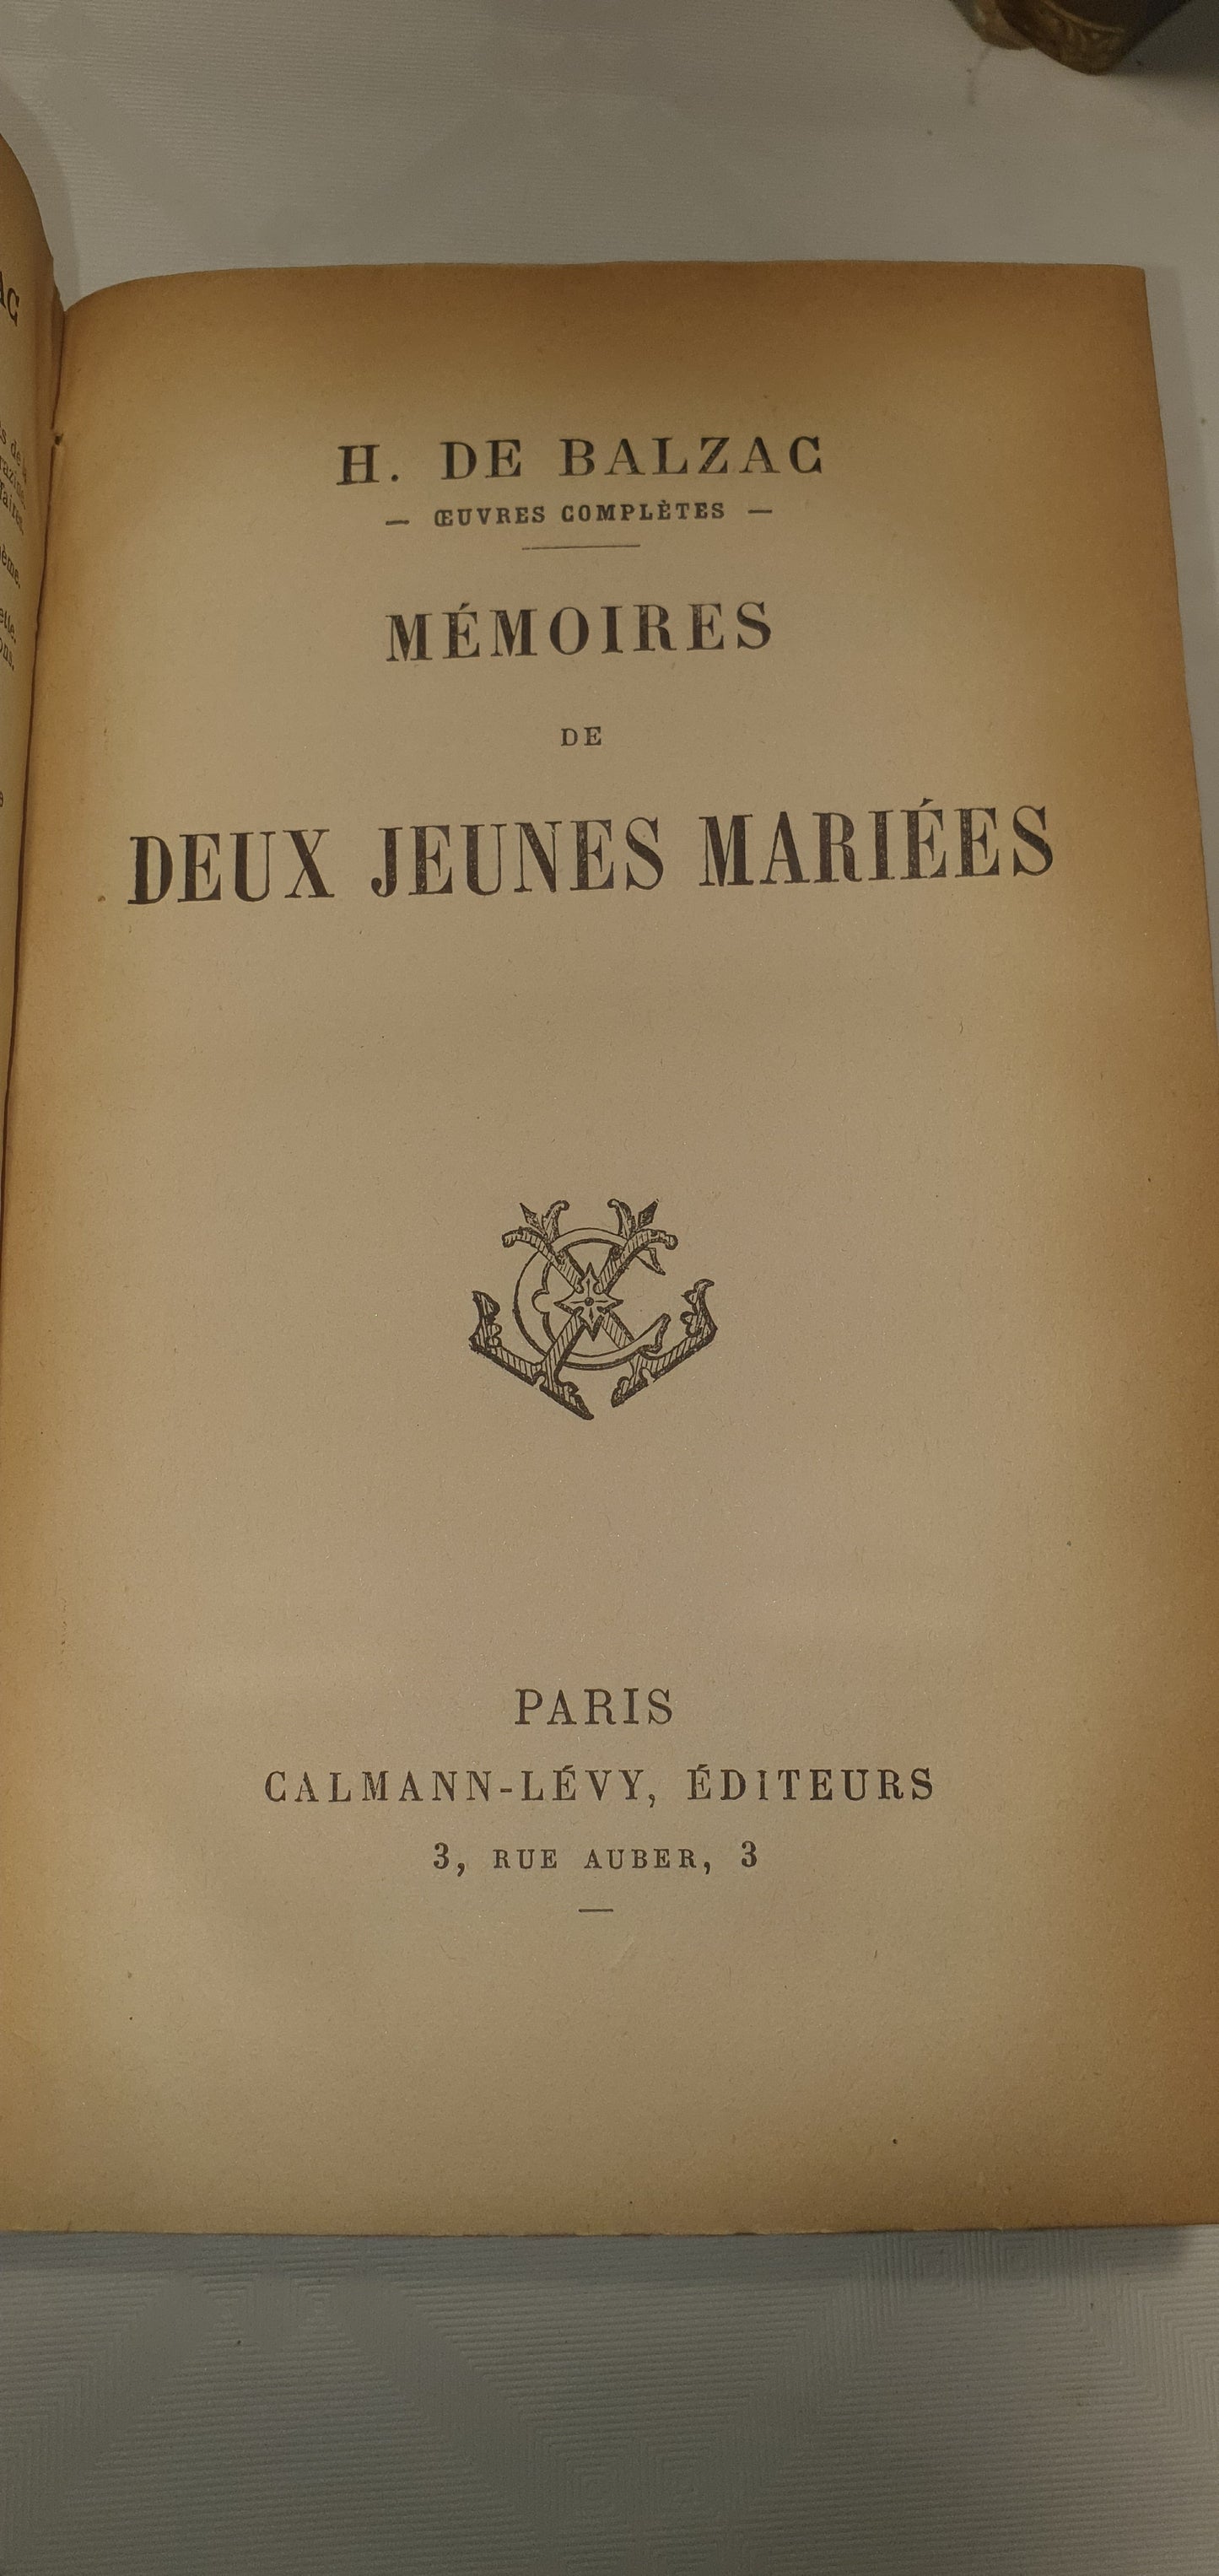 H. DE BALZAC
— ŒUVRES COMPLÈTES —
MÉMOIRES
DE
DEUX JEUNES MARIÉES
PARIS
CALMANN-LÉVY, ÉDITEURS
3, RUE AUBER, 3